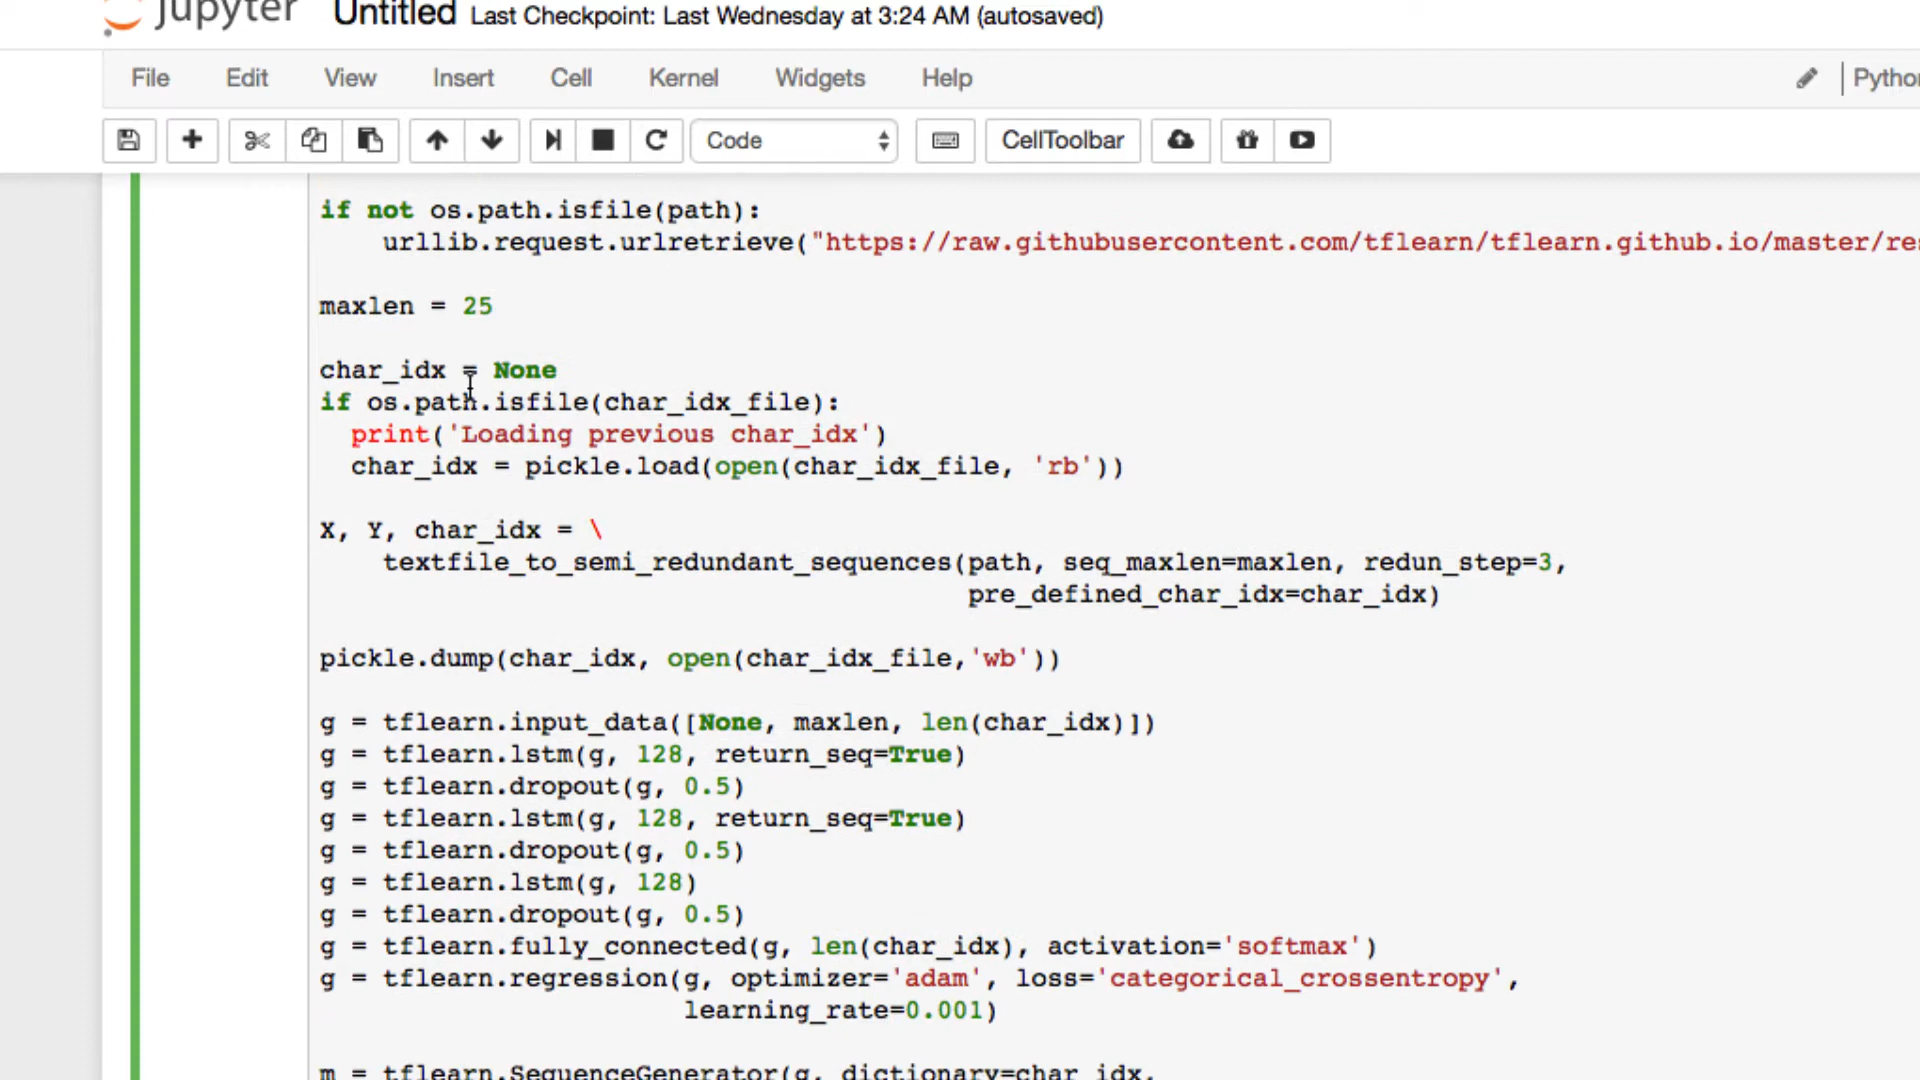 jupyter Untitled Last Checkpoint: Last Wednesday at 3:24 AM (autosaved)
File Edit View Insert Cell Kernel Widgets Help
Code CellToolbar
if not os.path.isfile(path):
urllib.request.urlretrieve("https://raw.githubusercontent.com/tflearn/tflearn.github.io/master/
maxlen = 25
char_idx = None
if os.path.isfile(char_idx_file):
print('Loading previous char_idx')
char_idx = pickle.load(open(char_idx_file, 'rb'))
X, Y, char_idx = \
textfile_to_semi_redundant_sequences(path, seq_maxlen=maxlen, redun_step=3,
pre_defined_char_idx=char_idx)
pickle.dump(char_idx, open(char_idx_file,'wb'))
g = tflearn.input_data([None, maxlen, len(char_idx)])
g = tflearn.lstm(g, 128, return_seq=True)
g = tflearn.dropout(g, 0.5)
g = tflearn.lstm(g, 128, return_seq=True)
g = tflearn.dropout(g, 0.5)
g = tflearn.lstm(g, 128)
g = tflearn.dropout(g, 0.5)
g = tflearn.fully_connected(g, len(char_idx), activation='softmax')
g = tflearn.regression(g, optimizer='adam', loss='categorical_crossentropy',
learning_rate=0.001)
m = tflearn.SequenceGenerator(g, dictionary=char_idx,